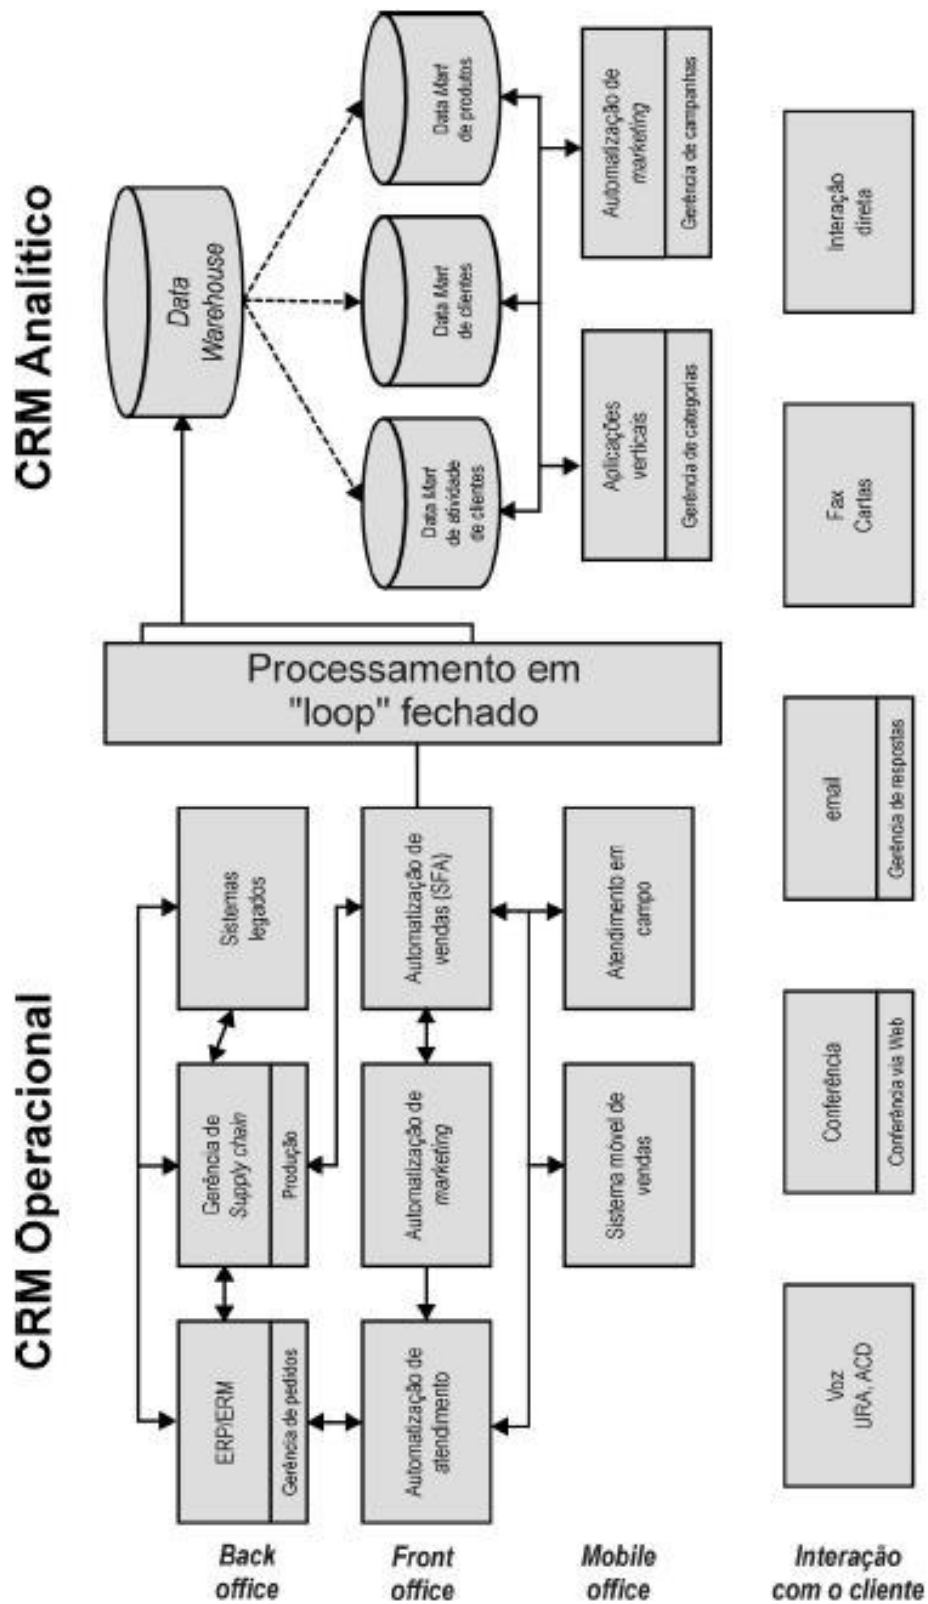 CRM Operacional
CRM Analítico
Back
office
ERP/ERM
Gerência de pedidos
Gerência de
Supply chain
Produção
Sistemas
legados
Front
office
Automatização de
atendimento
Automatização de
marketing
Automatização de
vendas (SFA)
Mobile
office
Sistema móvel de
vendas
Atendimento em
campo
Processamento em
"loop" fechado
Data
Warehouse
Data Mart
de atividade
de clientes
Data Mart
de clientes
Data Mart
de produtos
Aplicações
verticais
Gerência de categorias
Automatização de
marketing
Gerência de campanhas
Interação
com o cliente
Voz
URA, ACD
Conferência
Conferência via Web
email
Gerência de respostas
Fax
Cartas
Interação
direta